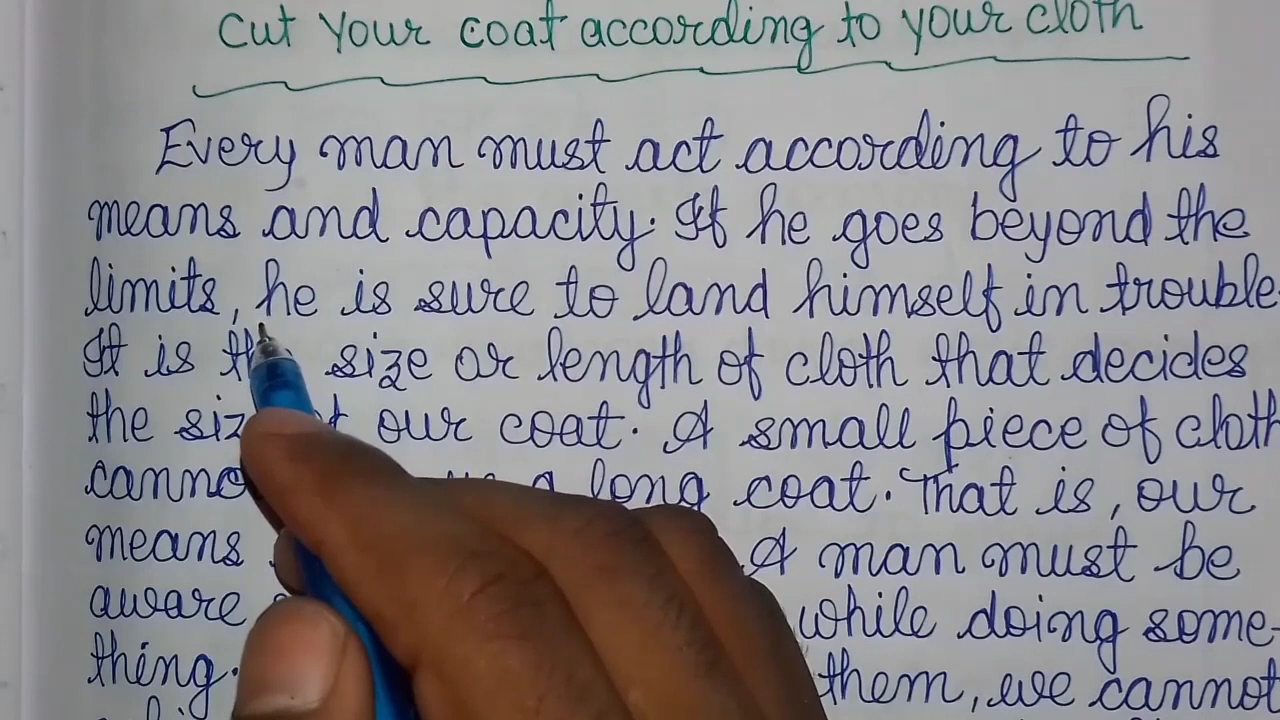 Cut Your coat according to your cloth
Every man must act according to his
means and capacity. If he goes beyond the
limits, he is sure to land himself in trouble.
It is size or length of cloth that decides
the our coat. A small piece of cloth
a long coat. That is, our
means A man must be
aware while doing some-
thing. them, we cannot